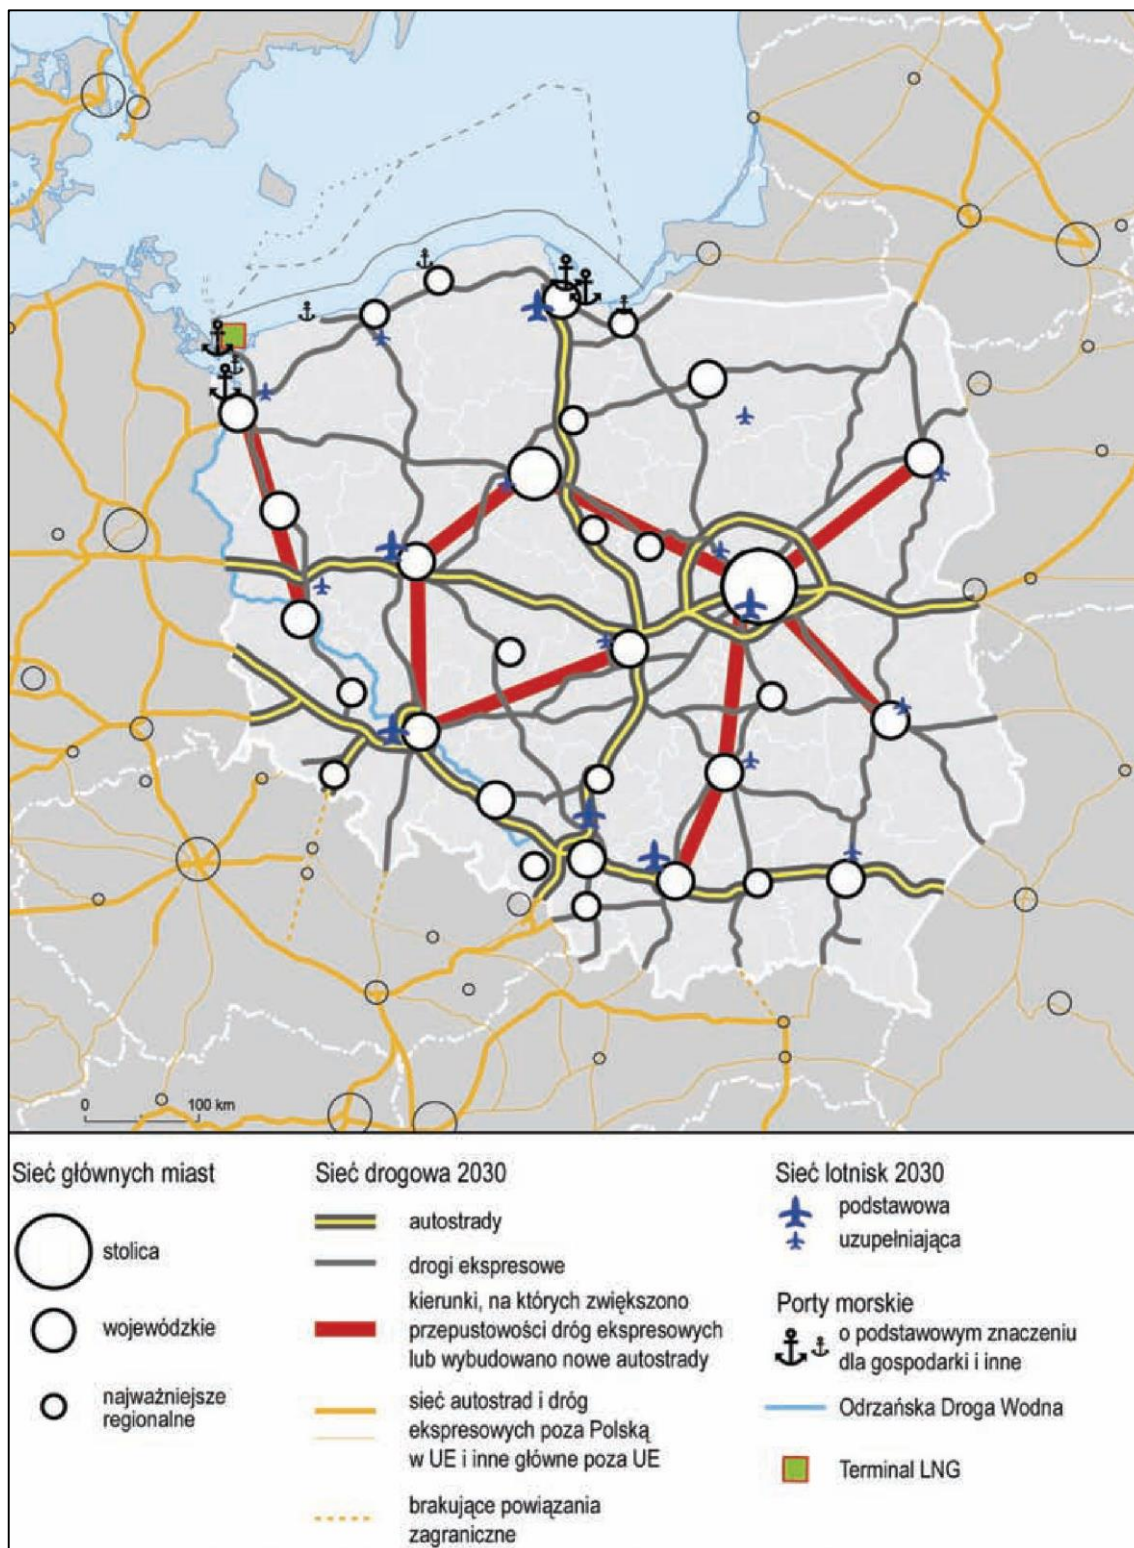 0 100 km
Sieć głównych miast
stolica
wojewódzkie
najważniejsze
regionalne
Sieć drogowa 2030
autostrady
drogi ekspresowe
kierunki, na których zwiększono
przepustowości dróg ekspresowych
lub wybudowano nowe autostrady
sieć autostrad i dróg
ekspresowych poza Polską
w UE i inne główne poza UE
brakujące powiązania
zagraniczne
Sieć lotnisk 2030
podstawowa
uzupełniająca
Porty morskie
o podstawowym znaczeniu
dla gospodarki i inne
Odrzańska Droga Wodna
Terminal LNG